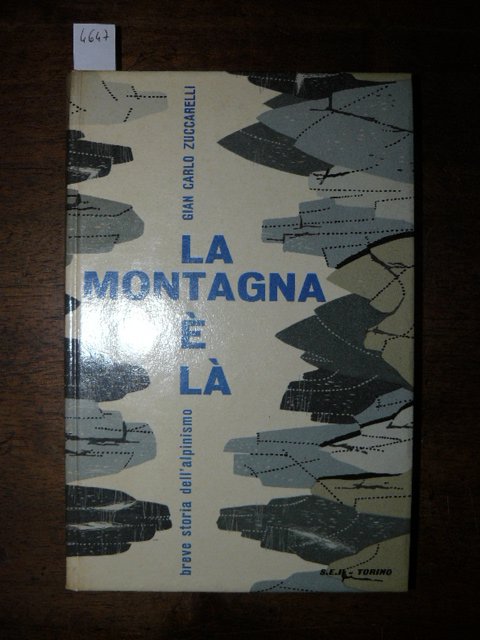 4647
GIAN CARLO ZUCCARELLI
LA
MONTAGNA
È
LÀ
breve storia dell'alpinismo
S.E.I. - TORINO